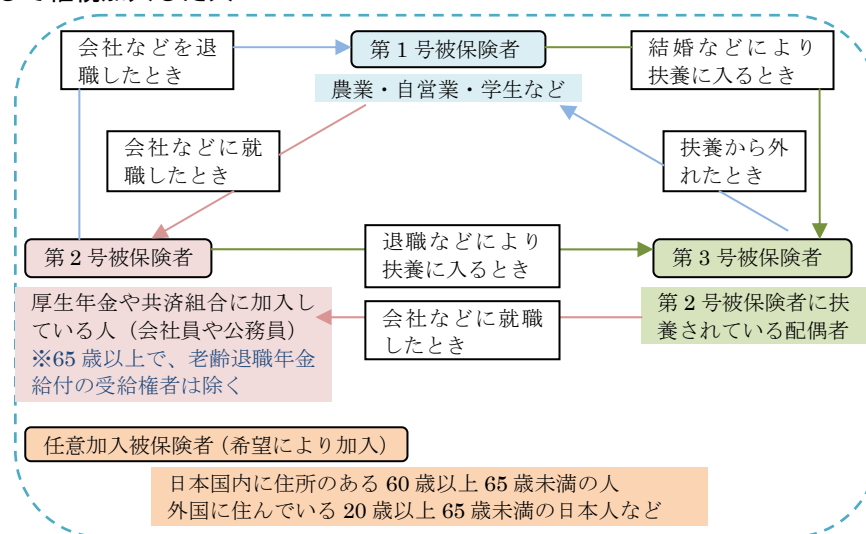 会社などを退
職したとき
第1号被保険者
結婚などにより
扶養に入るとき
農業・自営業・学生など
会社などに就
職したとき
扶養から外
れたとき
第2号被保険者
退職などにより
扶養に入るとき
第3号被保険者
厚生年金や共済組合に加入し
ている人（会社員や公務員）
※65歳以上で、老齢退職年金
給付の受給権者は除く
会社などに就職
したとき
第2号被保険者に扶
養されている配偶者
任意加入被保険者（希望により加入）
日本国内に住所のある60歳以上65歳未満の人
外国に住んでいる20歳以上65歳未満の日本人など